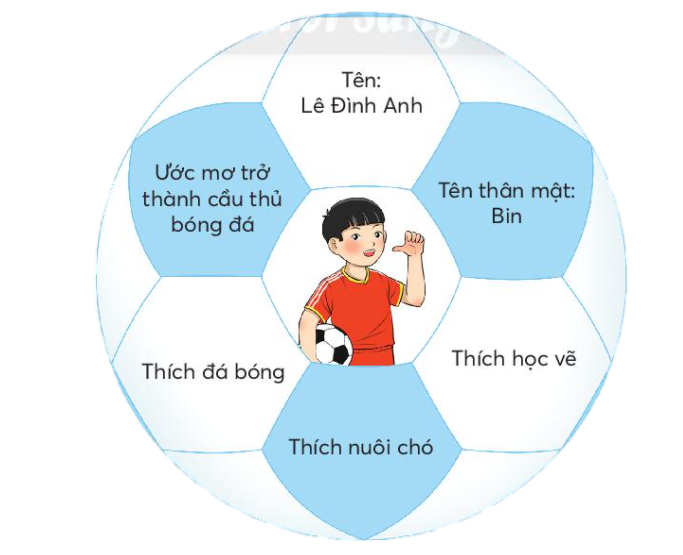 Tên:
Lê Đình Anh
Ước mơ trở
thành cầu thủ
bóng đá
Tên thân mật:
Bin
Thích đá bóng
Thích học vẽ
Thích nuôi chó